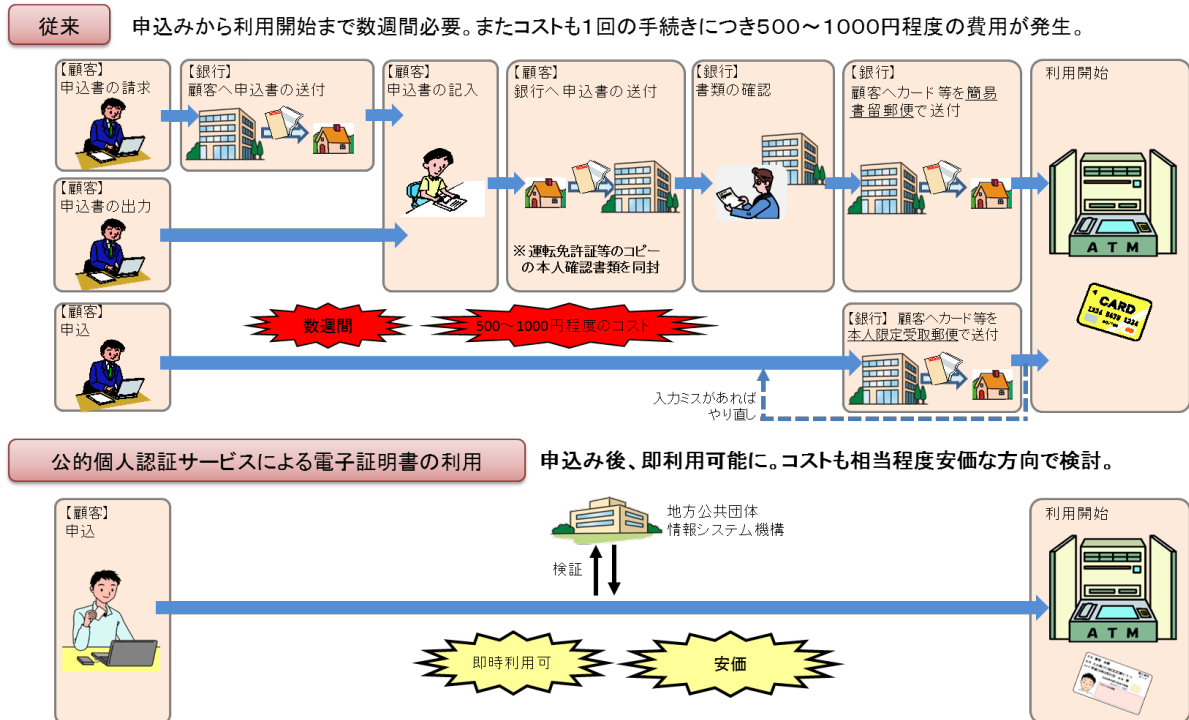 従来
申込みから利用開始まで数週間必要。またコストも1回の手続きにつき500～1000円程度の費用が発生。
【顧客】
申込書の請求
【銀行】
顧客へ申込書の送付
【顧客】
申込書の記入
【顧客】
銀行へ申込書の送付
【銀行】
書類の確認
【銀行】
顧客へカード等を簡易
書留郵便で送付
利用開始
【顧客】
申込書の出力
※運転免許証等のコピー
の本人確認書類を同封
ATM
【顧客】
申込
数週間
500～1000円程度のコスト
【銀行】 顧客へカード等を
本人限定受取郵便で送付
CARD
1234 5678 1234
入力ミスがあれば
やり直し
公的個人認証サービスによる電子証明書の利用
申込み後、即利用可能に。コストも相当程度安価な方向で検討。
【顧客】
申込
地方公共団体
情報システム機構
検証
利用開始
即時利用可
安価
ATM